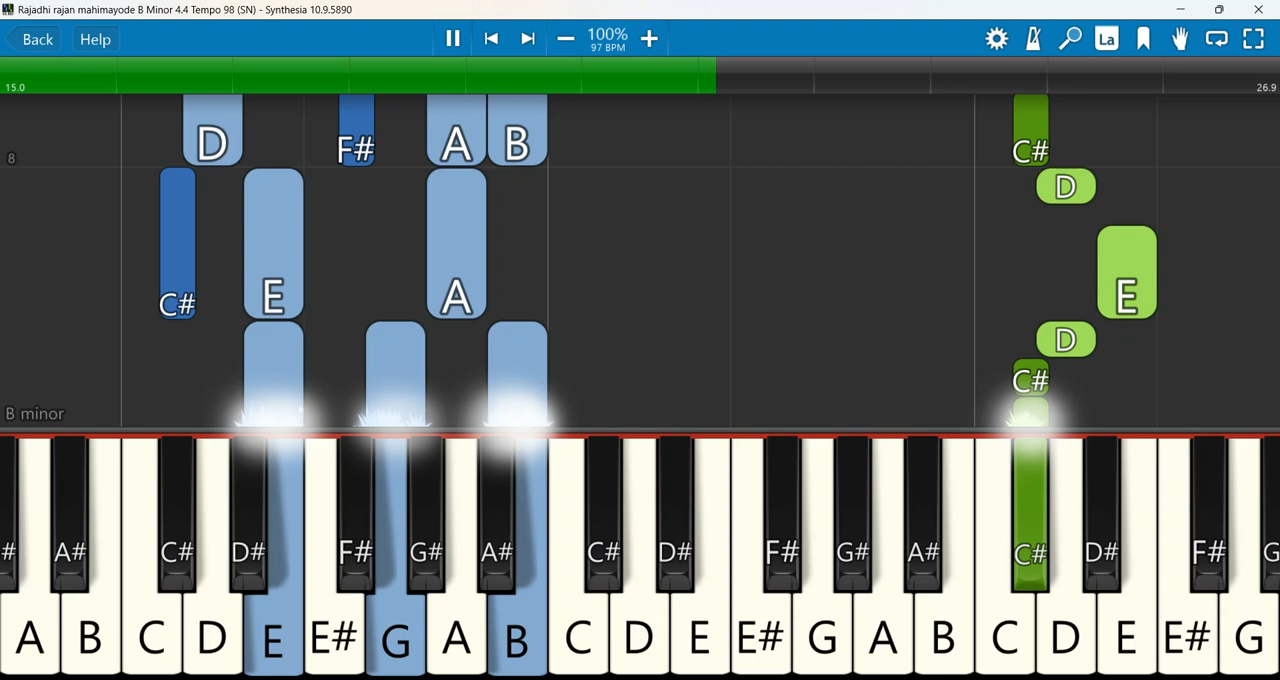 Rajadhi rajan mahimayode B Minor 4.4 Tempo 98 (SN) - Synthesia 10.9.5890
Back Help 100% La
97 BPM
15.0 26.9
D F# A B C#
8
D
C# E A E
D
C#
B minor
# A# C# D# F# G# A# C# D# F# G# A# C# D# F# G
A B C D E E# G A B C D E E# G A B C D E E# G